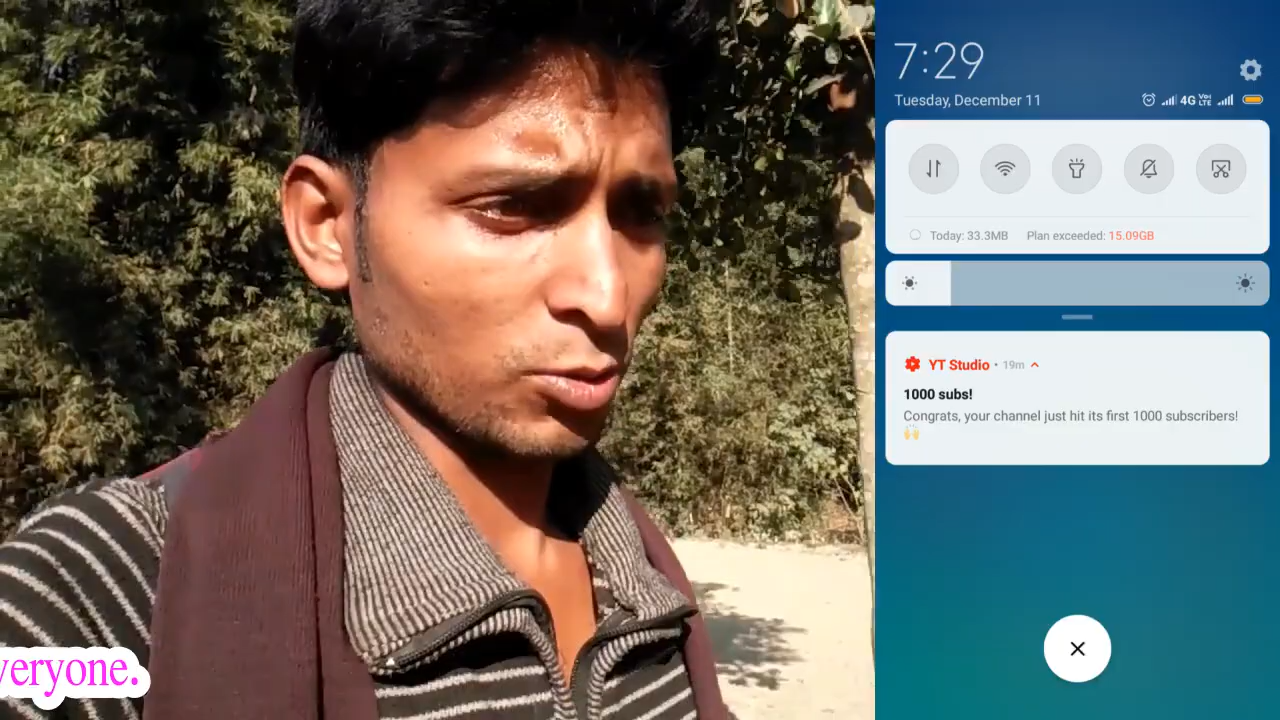 7:29
Tuesday, December 11
4G VoLTE
Today: 33.3MB Plan exceeded: 15.09GB
YT Studio • 19m
1000 subs!
Congrats, your channel just hit its first 1000 subscribers!
🙌
veryone.